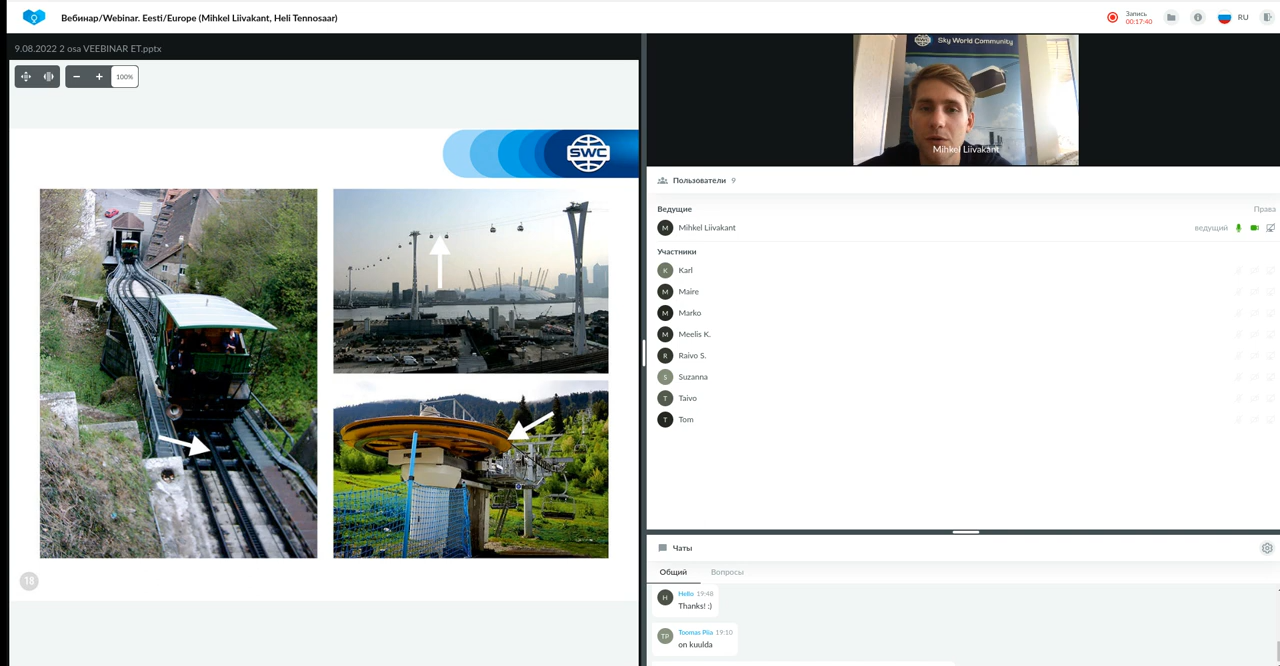 Вебинар/Webinar. Eesti/Europe (Mihkel Liivakant, Heli Tennosaar)
Запись
00:17:40
RU
9.08.2022 2 osa VEEBINAR ET.pptx
100%
SWC
18
Sky World Community
Mihkel Liivakant
Пользователи 9
Ведущие
Права
M Mihkel Liivakant
ведущий
Участники
K Karl
M Maire
M Marko
M Meelis K.
R Raivo S.
S Suzanna
T Taivo
T Tom
Чаты
Общий Вопросы
H Hello 19:48
Thanks! :)
TP Toomas Piia 19:10
on kuulda